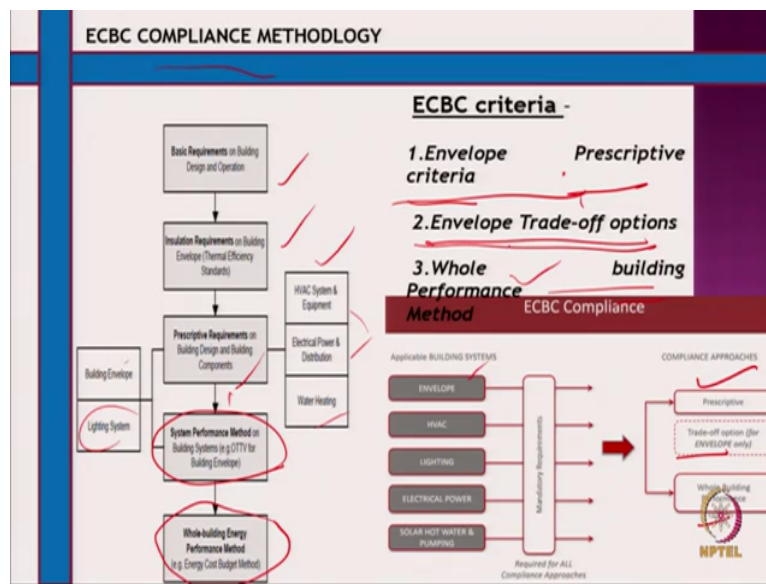 ECBC COMPLIANCE METHODLOGY
Basic Requirements on Building
Design and Operation
Insulation Requirements on Building
Envelope (Thermal Efficiency
Standards)
Prescriptive Requirements on
Building Design and Building
Components
System Performance Method on
Building Systems (e.g OTTV for
Building Envelope)
Whole-building Energy
Performance Method
(e.g. Energy Cost Budget Method)
Building Envelope
Lighting System
HVAC System &
Equipment
Electrical Power &
Distribution
Water Heating
ECBC criteria -
1.Envelope Prescriptive
criteria
2.Envelope Trade-off options
3.Whole building
Performance
Method
ECBC Compliance
Applicable BUILDING SYSTEMS
ENVELOPE
HVAC
LIGHTING
ELECTRICAL POWER
SOLAR HOT WATER &
PUMPING
Mandatory Requirements
Required for ALL
Compliance Approaches
COMPLIANCE APPROACHES
Prescriptive
Trade-off option (for
ENVELOPE only)
Whole Building
NPTEL